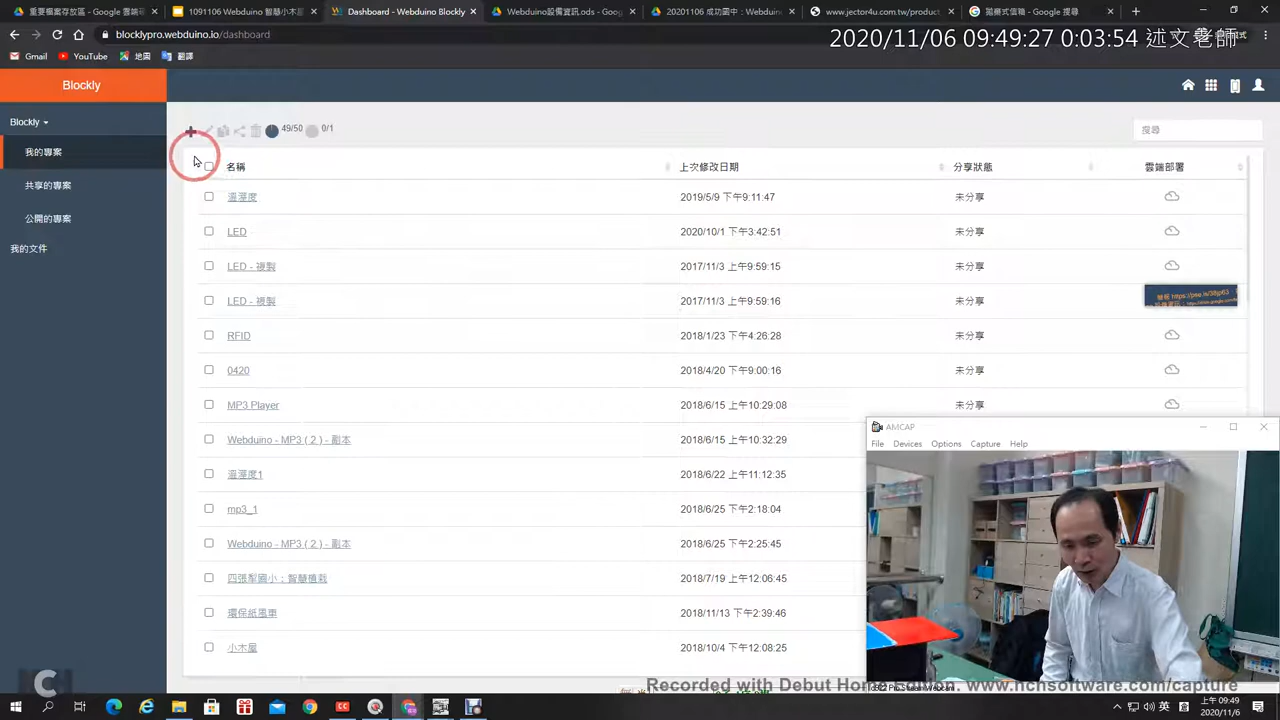 重要檔案存放區 - Google 雲端硬
1091106 Webduino 智慧小木屋
Dashboard - Webduino Blockly
Webduino設備資訊.ods - Google
20201106 成功國中：Webduin
www.jectorku.com.tw/product
- Google 搜尋
blocklypro.webduino.io/dashboard
2020/11/06 09:49:27 0:03:54 述文老師
Gmail
YouTube
地圖
翻譯
Blockly
Blockly
49/50
0/1
搜尋
我的專案
共享的專案
公開的專案
我的文件
名稱
上次修改日期
分享狀態
雲端部署
溫溼度
2019/5/9 下午9:11:47
未分享
LED
2020/10/1 下午3:42:51
未分享
LED - 複製
2017/11/3 上午9:59:15
未分享
LED - 複製
2017/11/3 上午9:59:16
未分享
RFID
2018/1/23 下午4:26:28
未分享
0420
2018/4/20 下午9:00:16
未分享
MP3 Player
2018/6/15 上午10:29:08
未分享
Webduino - MP3 ( 2 ) - 副本
2018/6/15 上午10:32:29
溫溼度1
2018/6/22 上午11:12:35
mp3_1
2018/6/25 下午2:18:04
Webduino - MP3 ( 2 ) - 副本
2018/6/25 下午2:25:45
四張犁國小：智慧植栽
2018/7/19 上午12:06:45
環保紙風車
2018/11/13 下午2:39:46
小木屋
2018/10/4 下午12:08:25
AMCAP
File
Devices
Options
Capture
Help
Recorded with Debut Home Edition. www.nchsoftware.com/capture
C
英
上午 09:49
2020/11/6